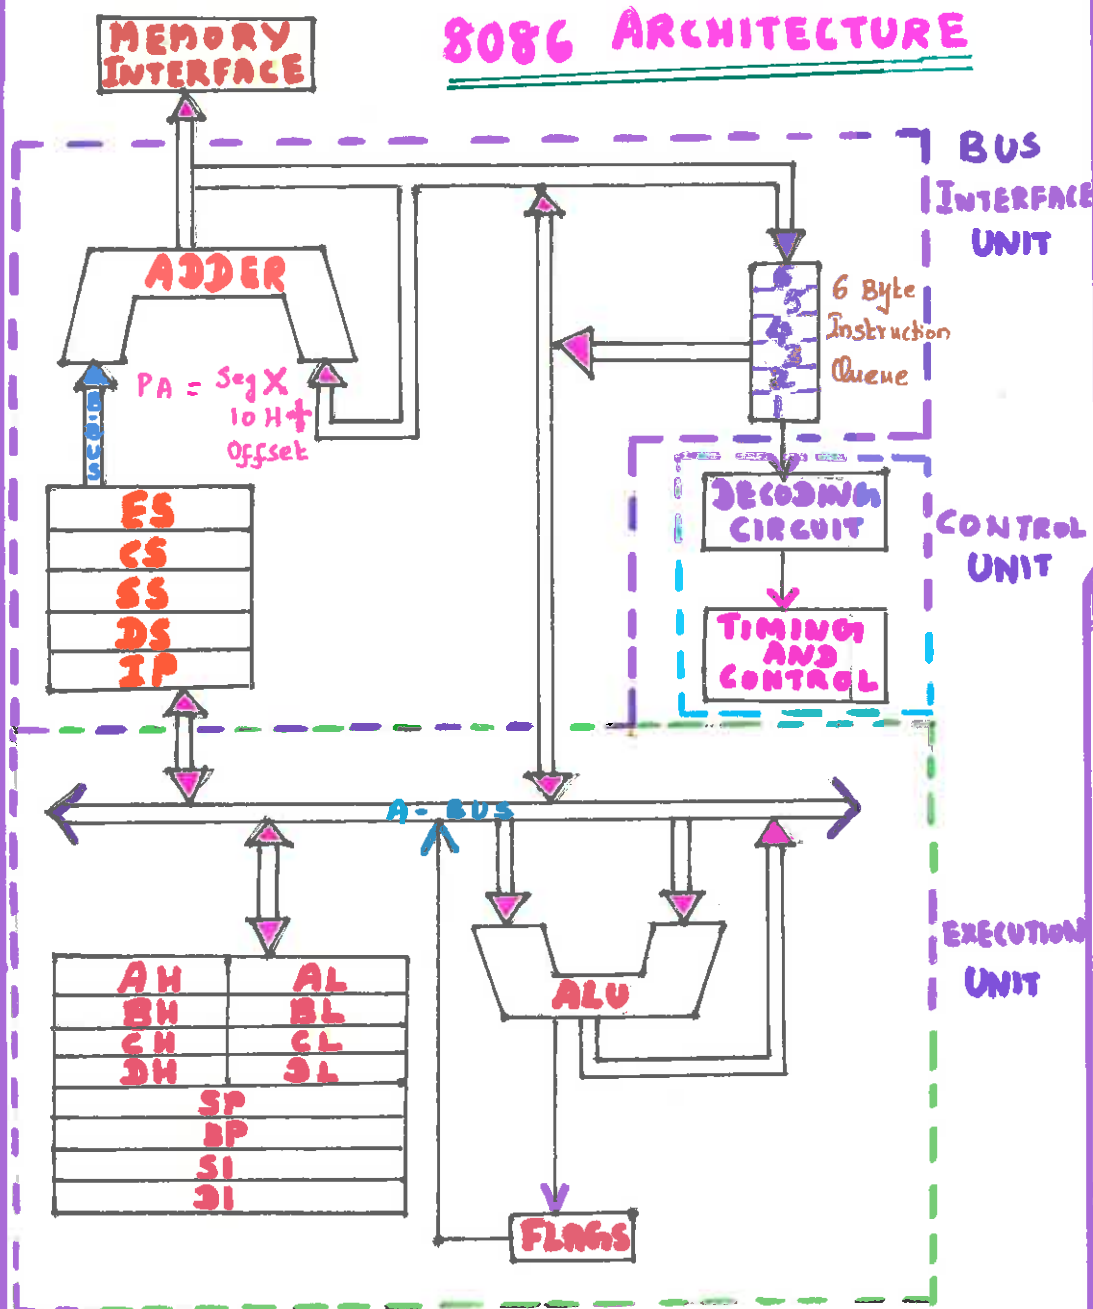 8086 ARCHITECTURE
MEMORY
INTERFACE
BUS
INTERFACE
UNIT
ADDER
6
5
4
3
2
1
6 Byte
Instruction
Queue
PA = Seg X
10 H +
Offset
B-BUS
ES
CS
SS
DS
IP
DECODING
CIRCUIT
TIMING
AND
CONTROL
CONTROL
UNIT
A-BUS
AH AL
BH BL
CH CL
DH DL
SP
BP
SI
DI
ALU
FLAGS
EXECUTION
UNIT